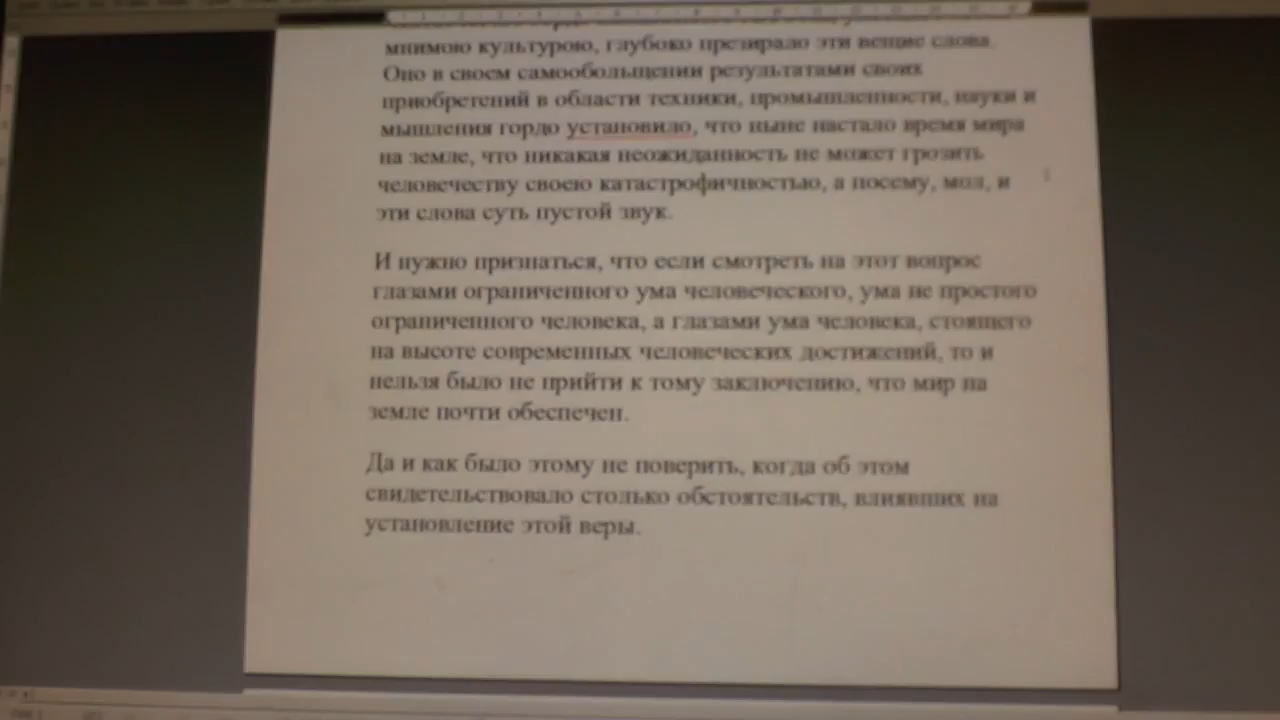 мнимою культурою, глубоко презирало эти вещие слова.
Оно в своем самообольщении результатами своих
приобретений в области техники, промышленности, науки и
мышления гордо установило, что ныне настало время мира
на земле, что никакая неожиданность не может грозить
человечеству своею катастрофичностью, а посему, мол, и
эти слова суть пустой звук.
И нужно признаться, что если смотреть на этот вопрос
глазами ограниченного ума человеческого, ума не простого
ограниченного человека, а глазами ума человека, стоящего
на высоте современных человеческих достижений, то и
нельзя было не прийти к тому заключению, что мир на
земле почти обеспечен.
Да и как было этому не поверить, когда об этом
свидетельствовало столько обстоятельств, влиявших на
установление этой веры.